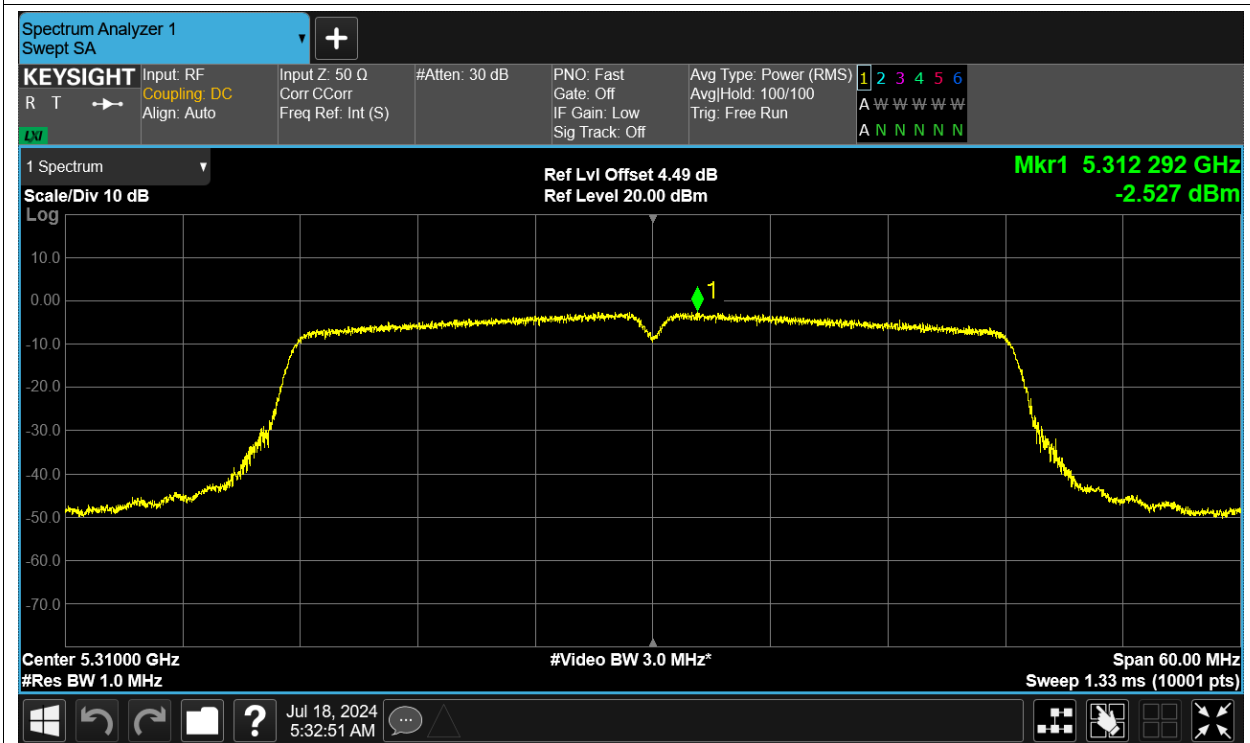 Spectrum Analyzer 1
Swept SA
KEYSIGHT
R T
LXI
Input: RF
Coupling: DC
Align: Auto
Input Z: 50 Ω
Corr CCorr
Freq Ref: Int (S)
#Atten: 30 dB
PNO: Fast
Gate: Off
IF Gain: Low
Sig Track: Off
Avg Type: Power (RMS)
Avg|Hold: 100/100
Trig: Free Run
1 2 3 4 5 6
A W W W W W
A N N N N N
1 Spectrum
Scale/Div 10 dB
Ref Lvl Offset 4.49 dB
Ref Level 20.00 dBm
Mkr1 5.312 292 GHz
-2.527 dBm
Log
10.0
0.00
-10.0
-20.0
-30.0
-40.0
-50.0
-60.0
-70.0
1
Center 5.31000 GHz
#Res BW 1.0 MHz
#Video BW 3.0 MHz*
Span 60.00 MHz
Sweep 1.33 ms (10001 pts)
?
Jul 18, 2024
5:32:51 AM